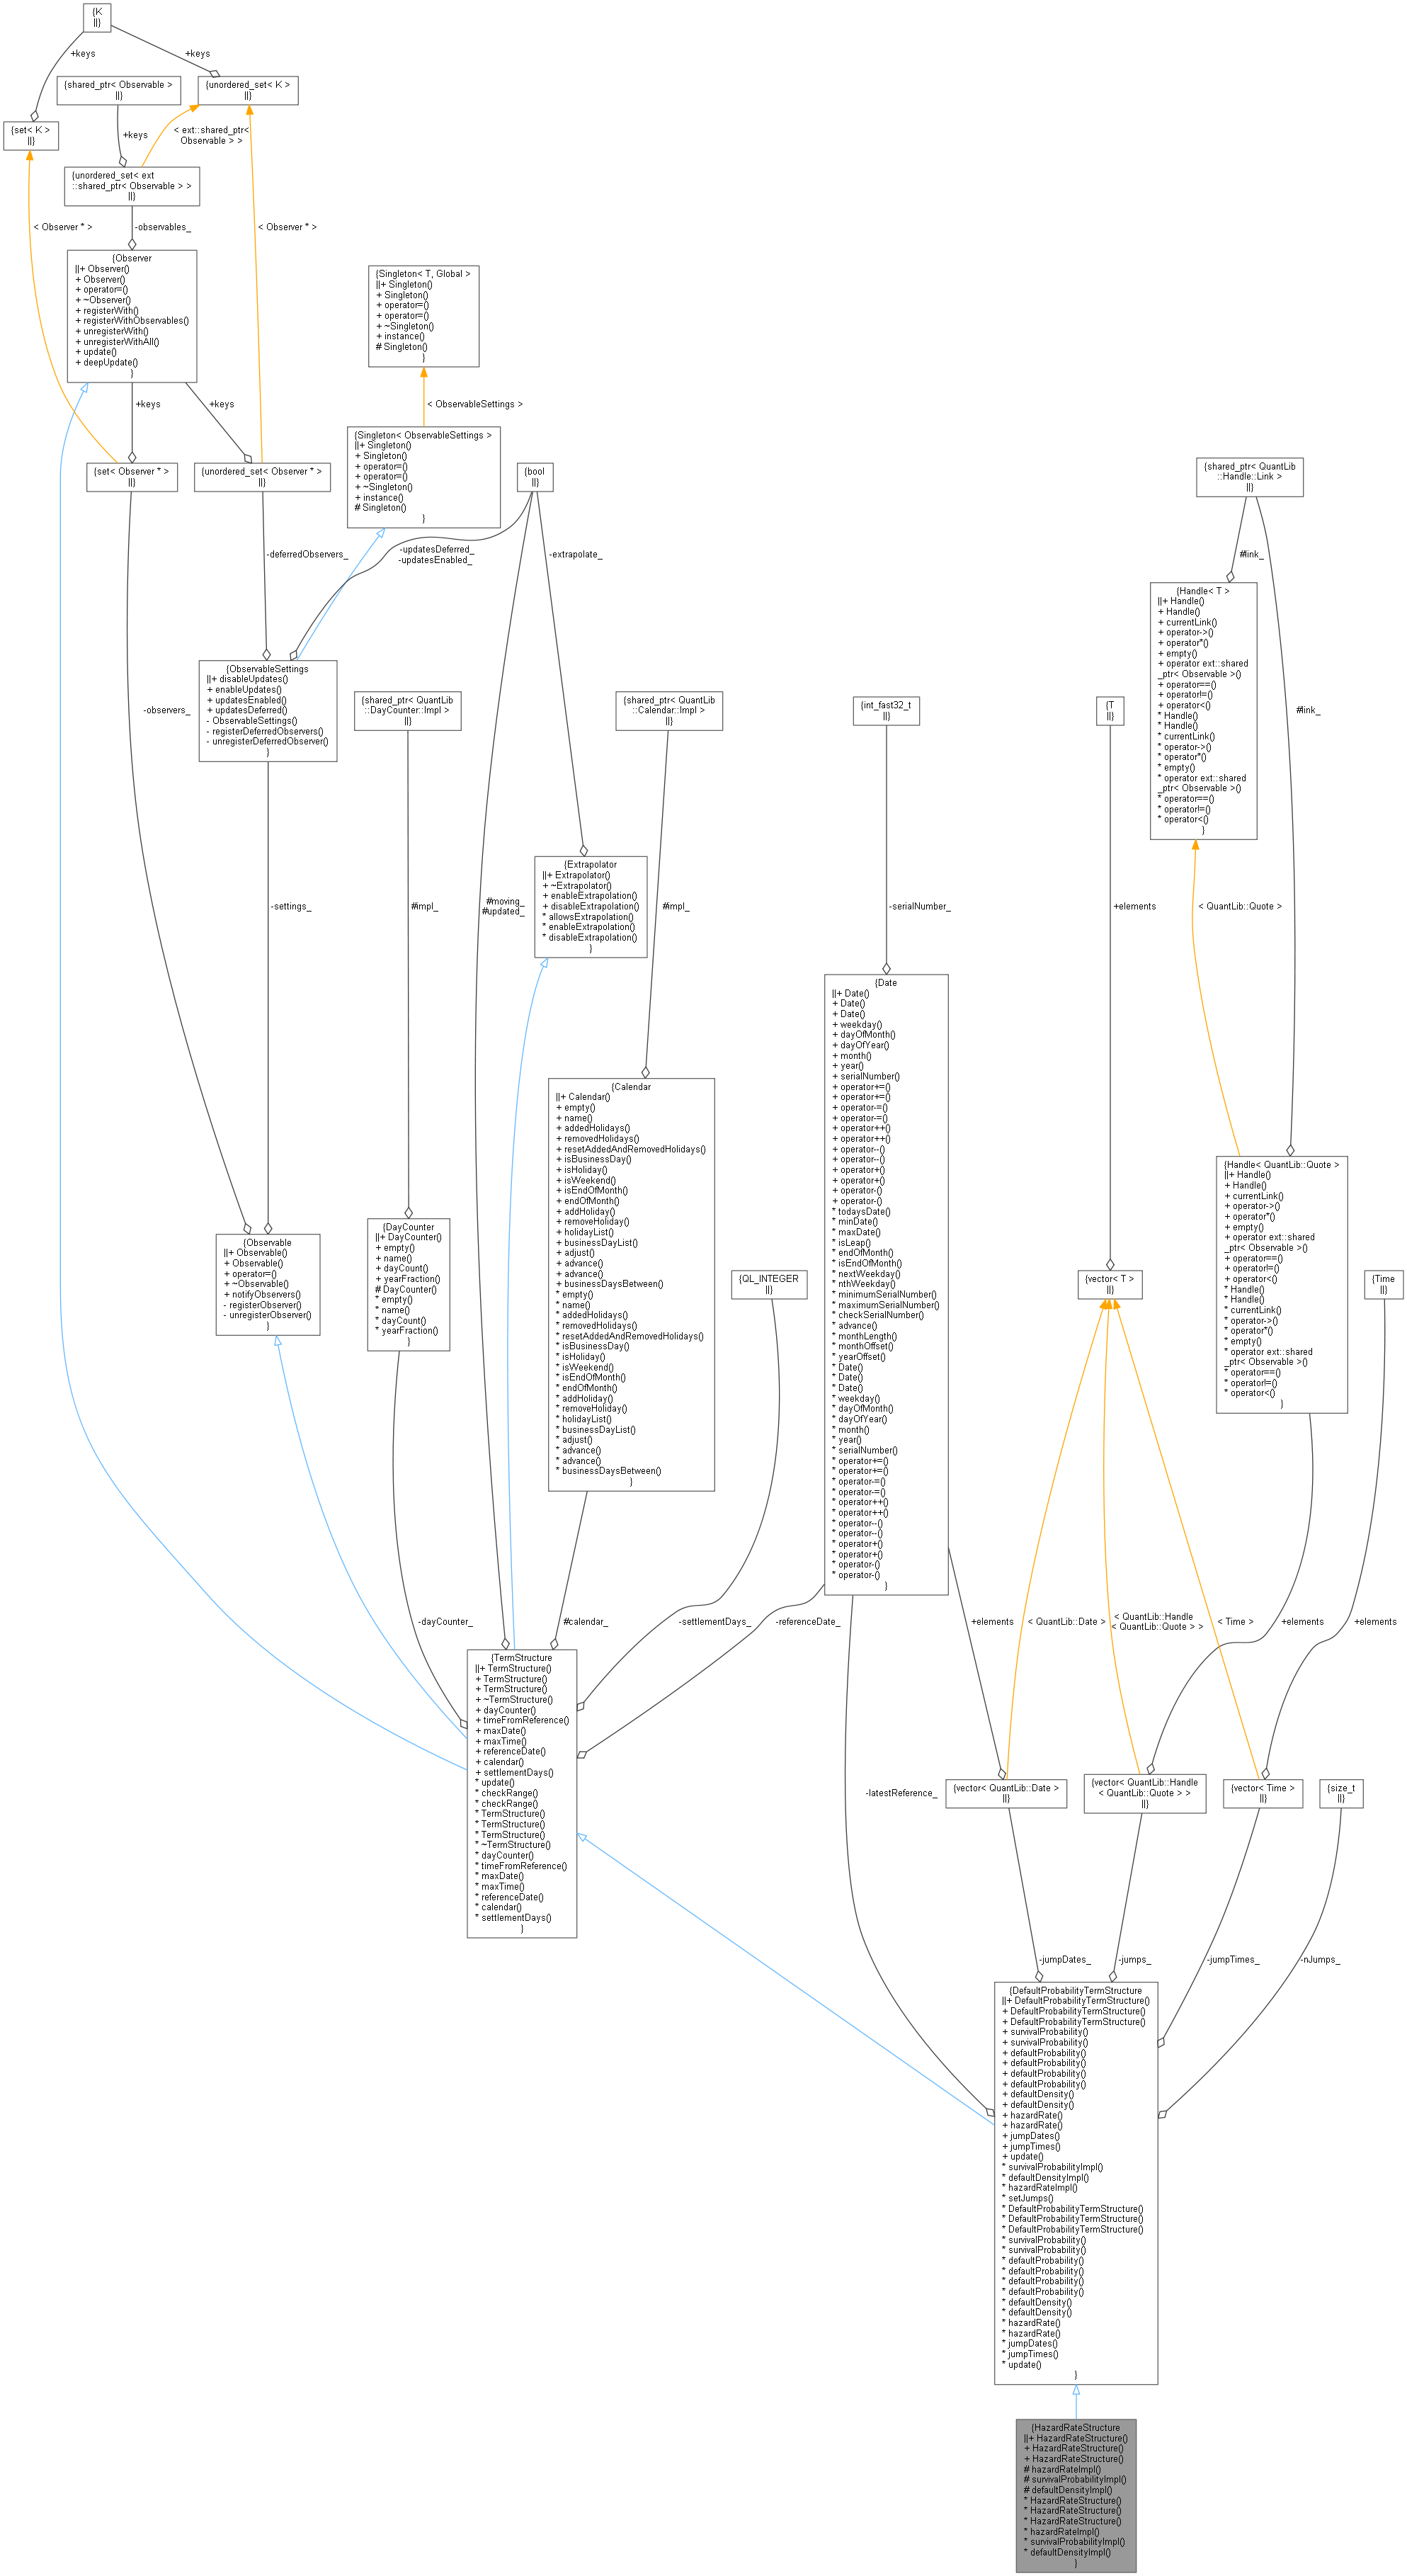 {K
||}
+keys
+keys
{shared_ptr< Observable >
||}
{unordered_set< K >
||}
{set< K >
||}
+keys
< ext::shared_ptr<
Observable > >
{unordered_set< ext
::shared_ptr< Observable > >
||}
< Observer * >
-observables_
< Observer * >
{Observer
||+ Observer()
+ Observer()
+ operator=()
+ ~Observer()
+ registerWith()
+ registerWithObservables()
+ unregisterWith()
+ unregisterWithAll()
+ update()
+ deepUpdate()
}
{Singleton< T, Global >
||+ Singleton()
+ Singleton()
+ operator=()
+ operator=()
+ ~Singleton()
+ instance()
# Singleton()
}
+keys
+keys
< ObservableSettings >
{set< Observer * >
||}
{unordered_set< Observer * >
||}
{Singleton< ObservableSettings >
||+ Singleton()
+ Singleton()
+ operator=()
+ operator=()
+ ~Singleton()
+ instance()
# Singleton()
}
{bool
||}
{shared_ptr< QuantLib
::Handle::Link >
||}
-deferredObservers_
-updatesDeferred_
-updatesEnabled_
-extrapolate_
#link_
{Handle< T >
||+ Handle()
+ Handle()
+ currentLink()
+ operator->()
+ operator*()
+ empty()
+ operator ext::shared
_ptr< Observable >()
+ operator==()
+ operator!=()
+ operator<()
* Handle()
* Handle()
* currentLink()
* operator->()
* operator*()
* empty()
* operator ext::shared
_ptr< Observable >()
* operator==()
* operator!=()
* operator<()
}
-observers_
{ObservableSettings
||+ disableUpdates()
+ enableUpdates()
+ updatesEnabled()
+ updatesDeferred()
- ObservableSettings()
- registerDeferredObservers()
- unregisterDeferredObserver()
}
{shared_ptr< QuantLib
::DayCounter::Impl >
||}
{shared_ptr< QuantLib
::Calendar::Impl >
||}
{int_fast32_t
||}
{T
||}
#link_
{Extrapolator
||+ Extrapolator()
+ ~Extrapolator()
+ enableExtrapolation()
+ disableExtrapolation()
* allowsExtrapolation()
* enableExtrapolation()
* disableExtrapolation()
}
-settings_
#impl_
#moving_
#updated_
#impl_
-serialNumber_
+elements
< QuantLib::Quote >
{Date
||+ Date()
+ Date()
+ Date()
+ weekday()
+ dayOfMonth()
+ dayOfYear()
+ month()
+ year()
+ serialNumber()
+ operator+=()
+ operator+=()
+ operator-=()
+ operator-=()
+ operator++()
+ operator++()
+ operator--()
+ operator--()
+ operator+()
+ operator+()
+ operator-()
+ operator-()
* todaysDate()
* minDate()
* maxDate()
* isLeap()
* endOfMonth()
* isEndOfMonth()
* nextWeekday()
* nthWeekday()
* minimumSerialNumber()
* maximumSerialNumber()
* checkSerialNumber()
* advance()
* monthLength()
* monthOffset()
* yearOffset()
* Date()
* Date()
* Date()
* weekday()
* dayOfMonth()
* dayOfYear()
* month()
* year()
* serialNumber()
* operator+=()
* operator+=()
* operator-=()
* operator-=()
* operator++()
* operator++()
* operator--()
* operator--()
* operator+()
* operator+()
* operator-()
* operator-()
}
{Calendar
||+ Calendar()
+ empty()
+ name()
+ addedHolidays()
+ removedHolidays()
+ resetAddedAndRemovedHolidays()
+ isBusinessDay()
+ isHoliday()
+ isWeekend()
+ isEndOfMonth()
+ endOfMonth()
+ addHoliday()
+ removeHoliday()
+ holidayList()
+ businessDayList()
+ adjust()
+ advance()
+ advance()
+ businessDaysBetween()
* empty()
* name()
* addedHolidays()
* removedHolidays()
* resetAddedAndRemovedHolidays()
* isBusinessDay()
* isHoliday()
* isWeekend()
* isEndOfMonth()
* endOfMonth()
* addHoliday()
* removeHoliday()
* holidayList()
* businessDayList()
* adjust()
* advance()
* advance()
* businessDaysBetween()
}
{Handle< QuantLib::Quote >
||+ Handle()
+ Handle()
+ currentLink()
+ operator->()
+ operator*()
+ empty()
+ operator ext::shared
_ptr< Observable >()
+ operator==()
+ operator!=()
+ operator<()
* Handle()
* Handle()
* currentLink()
* operator->()
* operator*()
* empty()
* operator ext::shared
_ptr< Observable >()
* operator==()
* operator!=()
* operator<()
}
{Observable
||+ Observable()
+ Observable()
+ operator=()
+ ~Observable()
+ notifyObservers()
- registerObserver()
- unregisterObserver()
}
{DayCounter
||+ DayCounter()
+ empty()
+ name()
+ dayCount()
+ yearFraction()
# DayCounter()
* empty()
* name()
* dayCount()
* yearFraction()
}
{QL_INTEGER
||}
{vector< T >
||}
{Time
||}
-dayCounter_
#calendar_
-settlementDays_
-referenceDate_
+elements
< QuantLib::Date >
< QuantLib::Handle
< QuantLib::Quote > >
< Time >
+elements
+elements
{TermStructure
||+ TermStructure()
+ TermStructure()
+ TermStructure()
+ ~TermStructure()
+ dayCounter()
+ timeFromReference()
+ maxDate()
+ maxTime()
+ referenceDate()
+ calendar()
+ settlementDays()
* update()
* checkRange()
* checkRange()
* TermStructure()
* TermStructure()
* TermStructure()
* ~TermStructure()
* dayCounter()
* timeFromReference()
* maxDate()
* maxTime()
* referenceDate()
* calendar()
* settlementDays()
}
-latestReference_
{vector< QuantLib::Date >
||}
{vector< QuantLib::Handle
< QuantLib::Quote > >
||}
{vector< Time >
||}
{size_t
||}
-jumpDates_
-jumps_
-jumpTimes_
-nJumps_
{DefaultProbabilityTermStructure
||+ DefaultProbabilityTermStructure()
+ DefaultProbabilityTermStructure()
+ DefaultProbabilityTermStructure()
+ survivalProbability()
+ survivalProbability()
+ defaultProbability()
+ defaultProbability()
+ defaultProbability()
+ defaultProbability()
+ defaultDensity()
+ defaultDensity()
+ hazardRate()
+ hazardRate()
+ jumpDates()
+ jumpTimes()
+ update()
* survivalProbabilityImpl()
* defaultDensityImpl()
* hazardRateImpl()
* setJumps()
* DefaultProbabilityTermStructure()
* DefaultProbabilityTermStructure()
* DefaultProbabilityTermStructure()
* survivalProbability()
* survivalProbability()
* defaultProbability()
* defaultProbability()
* defaultProbability()
* defaultProbability()
* defaultDensity()
* defaultDensity()
* hazardRate()
* hazardRate()
* jumpDates()
* jumpTimes()
* update()
}
{HazardRateStructure
||+ HazardRateStructure()
+ HazardRateStructure()
+ HazardRateStructure()
# hazardRateImpl()
# survivalProbabilityImpl()
# defaultDensityImpl()
* HazardRateStructure()
* HazardRateStructure()
* HazardRateStructure()
* hazardRateImpl()
* survivalProbabilityImpl()
* defaultDensityImpl()
}